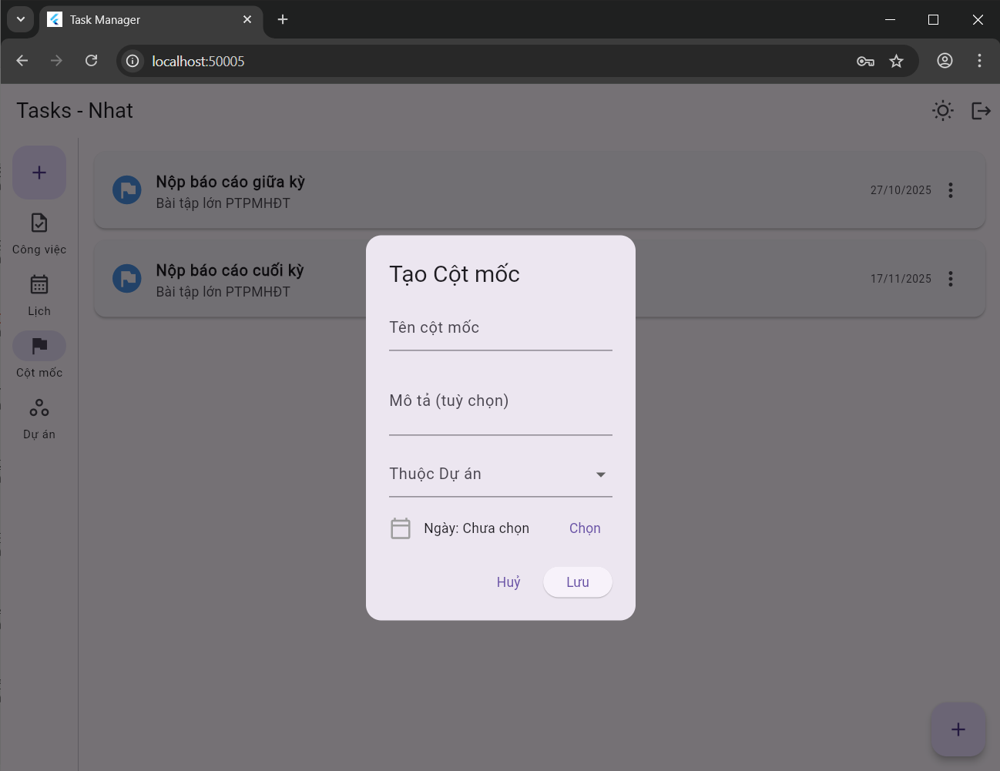 Task Manager
localhost:50005
Tasks - Nhat
Nộp báo cáo giữa kỳ
Bài tập lớn PTPMHĐT
27/10/2025
Công việc
Nộp báo cáo cuối kỳ
Bài tập lớn PTPMHĐT
17/11/2025
Lịch
Cột mốc
Dự án
Tạo Cột mốc
Tên cột mốc
Mô tả (tuỳ chọn)
Thuộc Dự án
Ngày: Chưa chọn
Chọn
Huỷ
Lưu